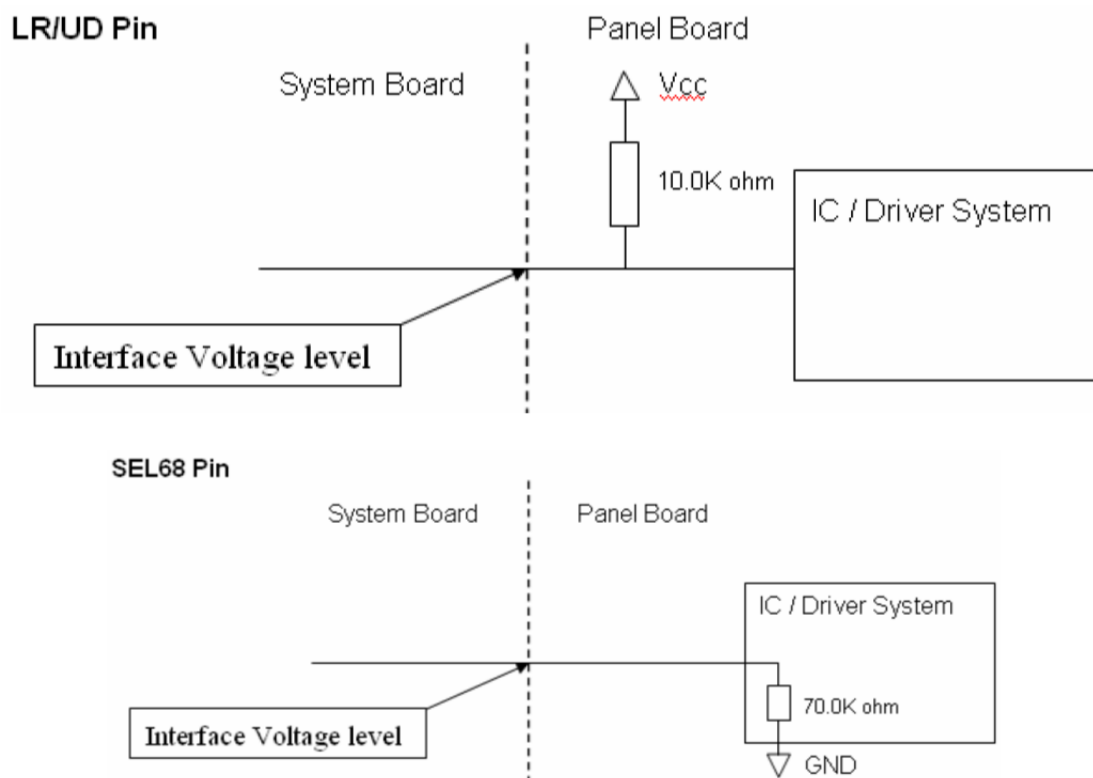 LR/UD Pin
Panel Board
System Board
Vcc
10.0K ohm
IC / Driver System
Interface Voltage level
SEL68 Pin
System Board
Panel Board
IC / Driver System
70.0K ohm
Interface Voltage level
GND